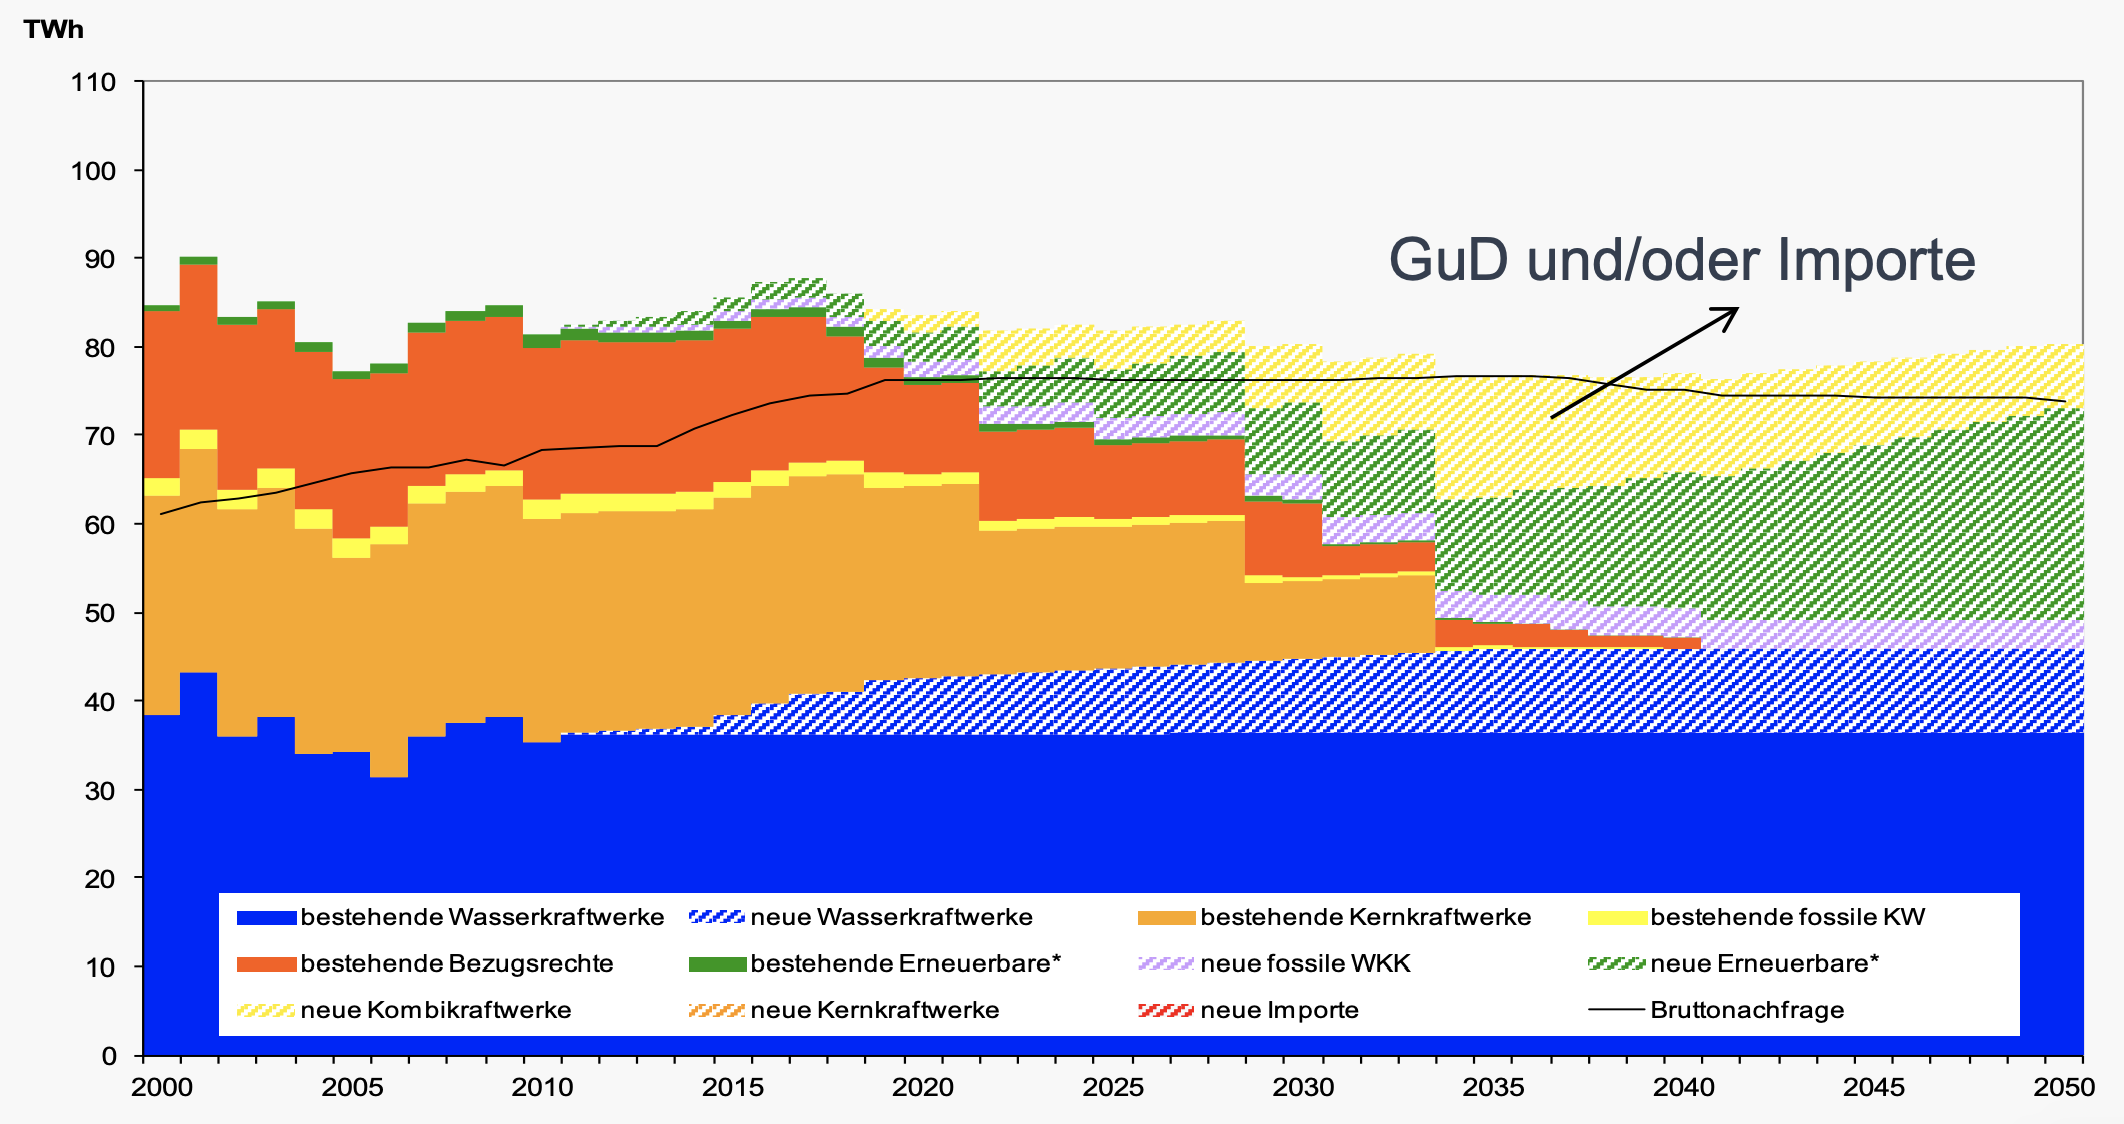 TWh
110
100
90
80
70
60
50
40
30
20
10
0
GuD und/oder Importe
bestehende Wasserkraftwerke neue Wasserkraftwerke bestehende Kernkraftwerke bestehende fossile KW
bestehende Bezugsrechte bestehende Erneuerbare* neue fossile WKK neue Erneuerbare*
neue Kombikraftwerke neue Kernkraftwerke neue Importe Bruttonachfrage
2000 2005 2010 2015 2020 2025 2030 2035 2040 2045 2050